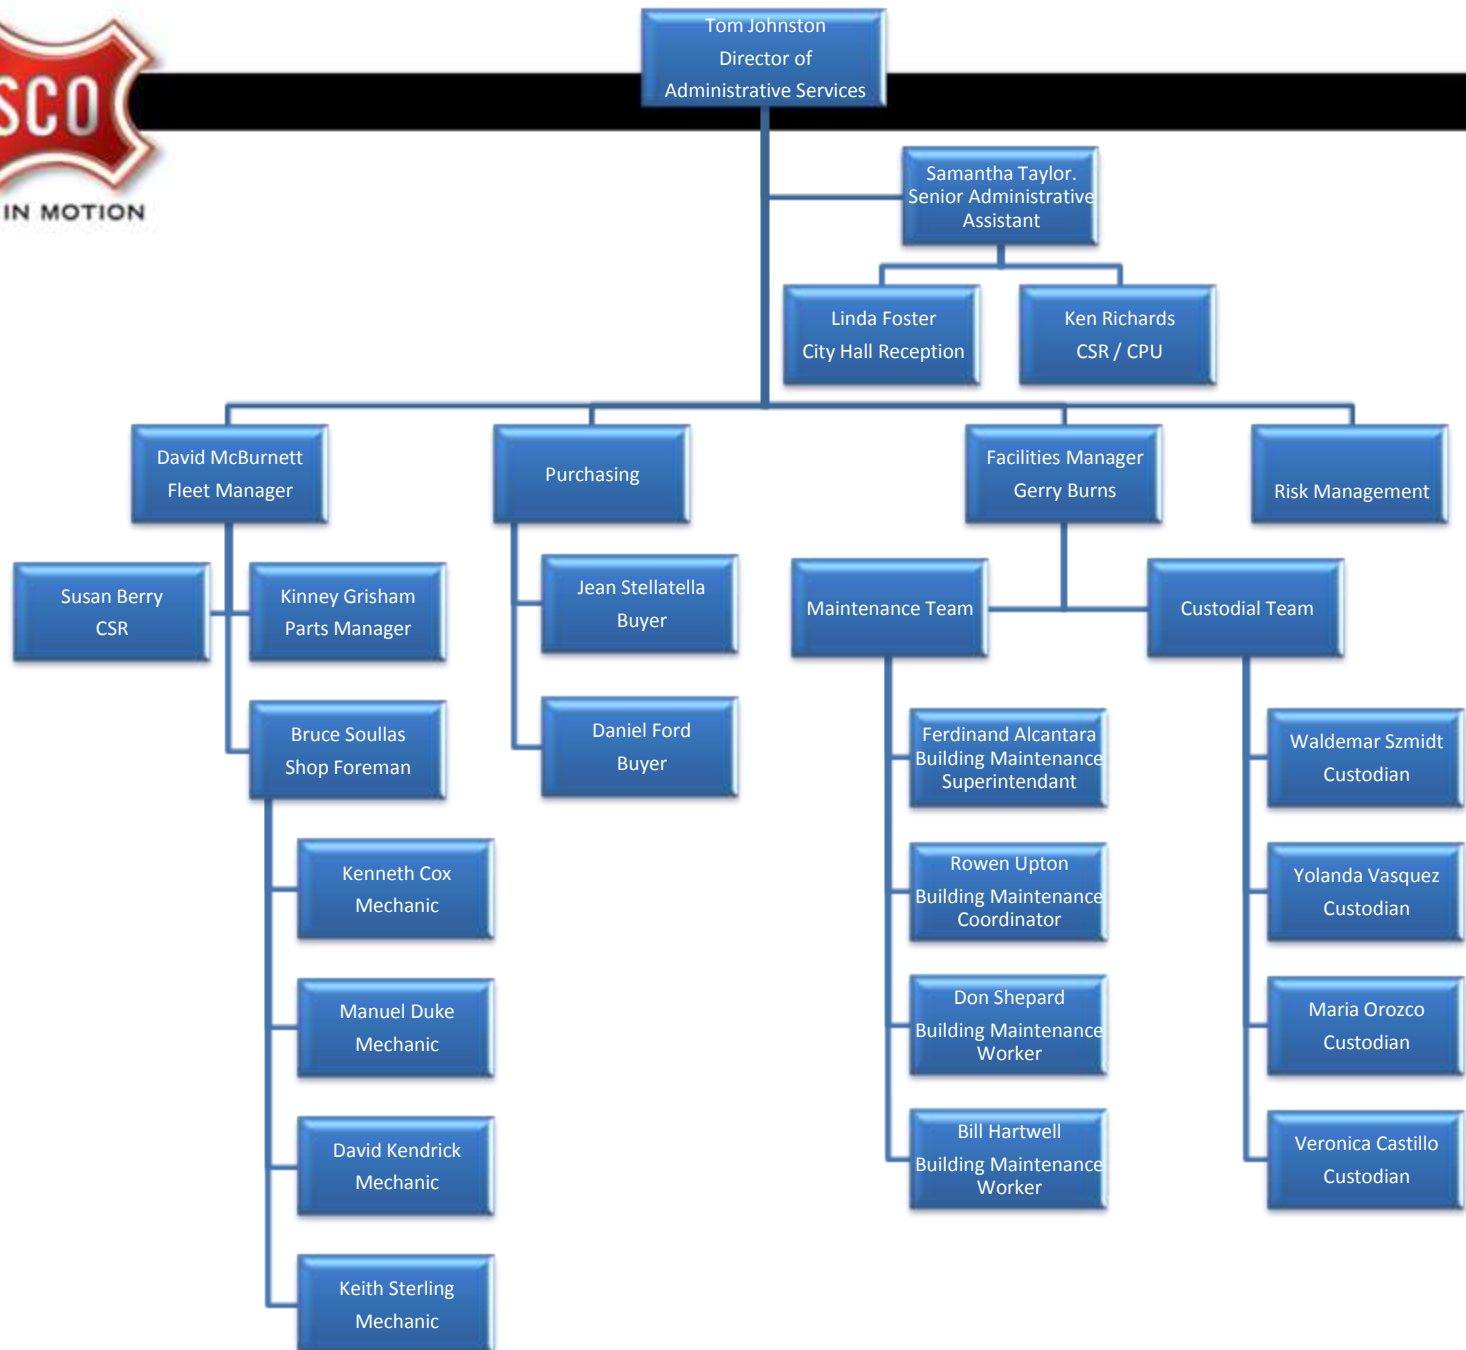 SCO
IN MOTION
Tom Johnston
Director of
Administrative Services
Samantha Taylor.
Senior Administrative
Assistant
Linda Foster
City Hall Reception
Ken Richards
CSR / CPU
David McBurnett
Fleet Manager
Purchasing
Facilities Manager
Gerry Burns
Risk Management
Susan Berry
CSR
Kinney Grisham
Parts Manager
Bruce Soullas
Shop Foreman
Kenneth Cox
Mechanic
Manuel Duke
Mechanic
David Kendrick
Mechanic
Keith Sterling
Mechanic
Jean Stellatella
Buyer
Daniel Ford
Buyer
Maintenance Team
Ferdinand Alcantara
Building Maintenance
Superintendant
Rowen Upton
Building Maintenance
Coordinator
Don Shepard
Building Maintenance
Worker
Bill Hartwell
Building Maintenance
Worker
Custodial Team
Waldemar Szmidt
Custodian
Yolanda Vasquez
Custodian
Maria Orozco
Custodian
Veronica Castillo
Custodian